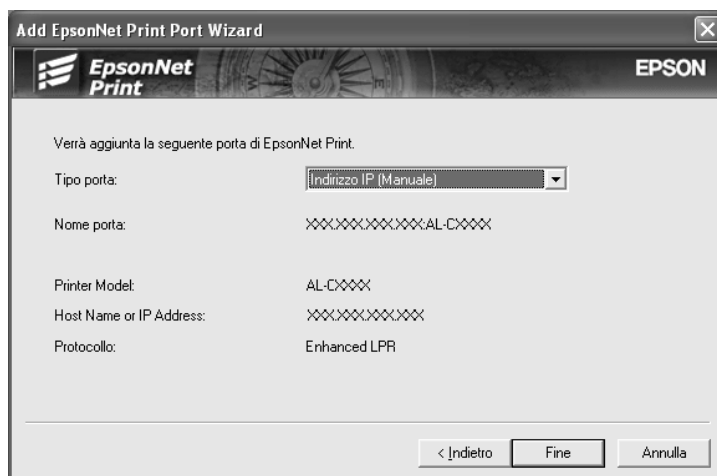 Add EpsonNet Print Port Wizard
EpsonNet
Print
EPSON
Verrà aggiunta la seguente porta di EpsonNet Print.
Tipo porta: Indirizzo IP (Manuale)
Nome porta: XXX.XXX.XXX.XXX:AL-CXXXX
Printer Model: AL-CXXXX
Host Name or IP Address: XXX.XXX.XXX.XXX
Protocollo: Enhanced LPR
< Indietro Fine Annulla